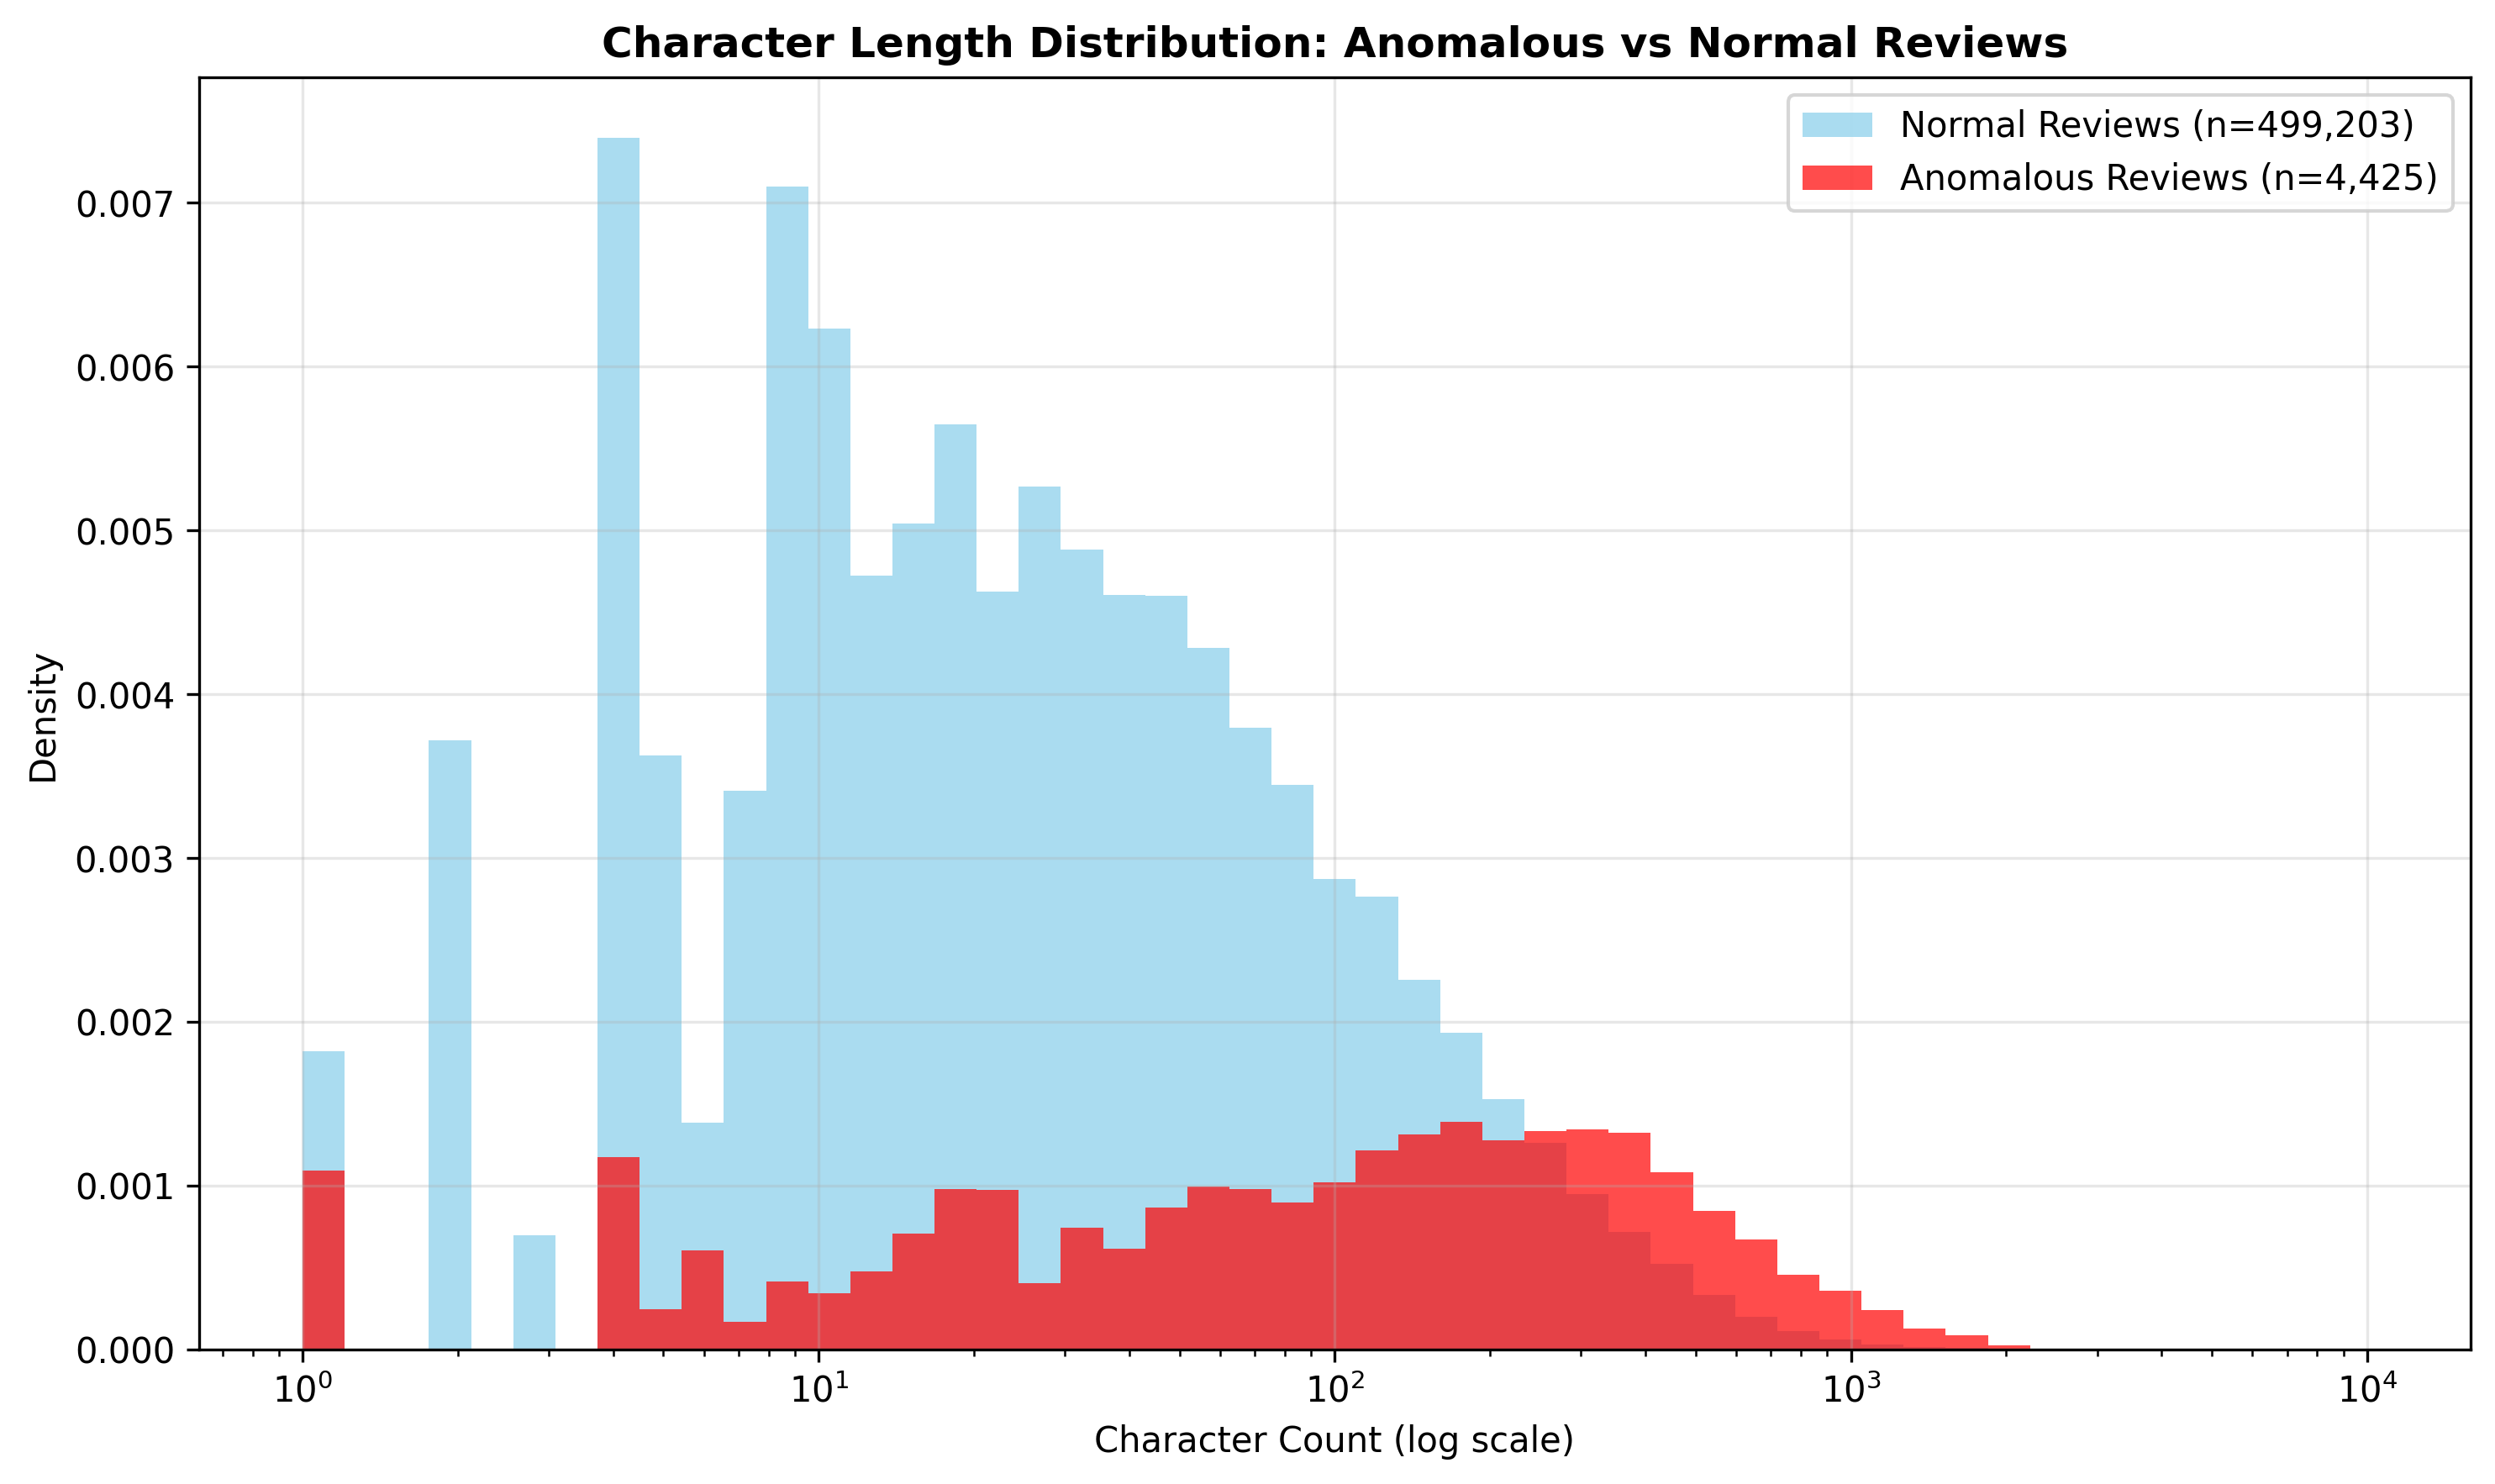 Character Length Distribution: Anomalous vs Normal Reviews
Normal Reviews (n=499,203)
Anomalous Reviews (n=4,425)
Density
0.007
0.006
0.005
0.004
0.003
0.002
0.001
0.000
10⁰ 10¹ 10² 10³ 10⁴
Character Count (log scale)